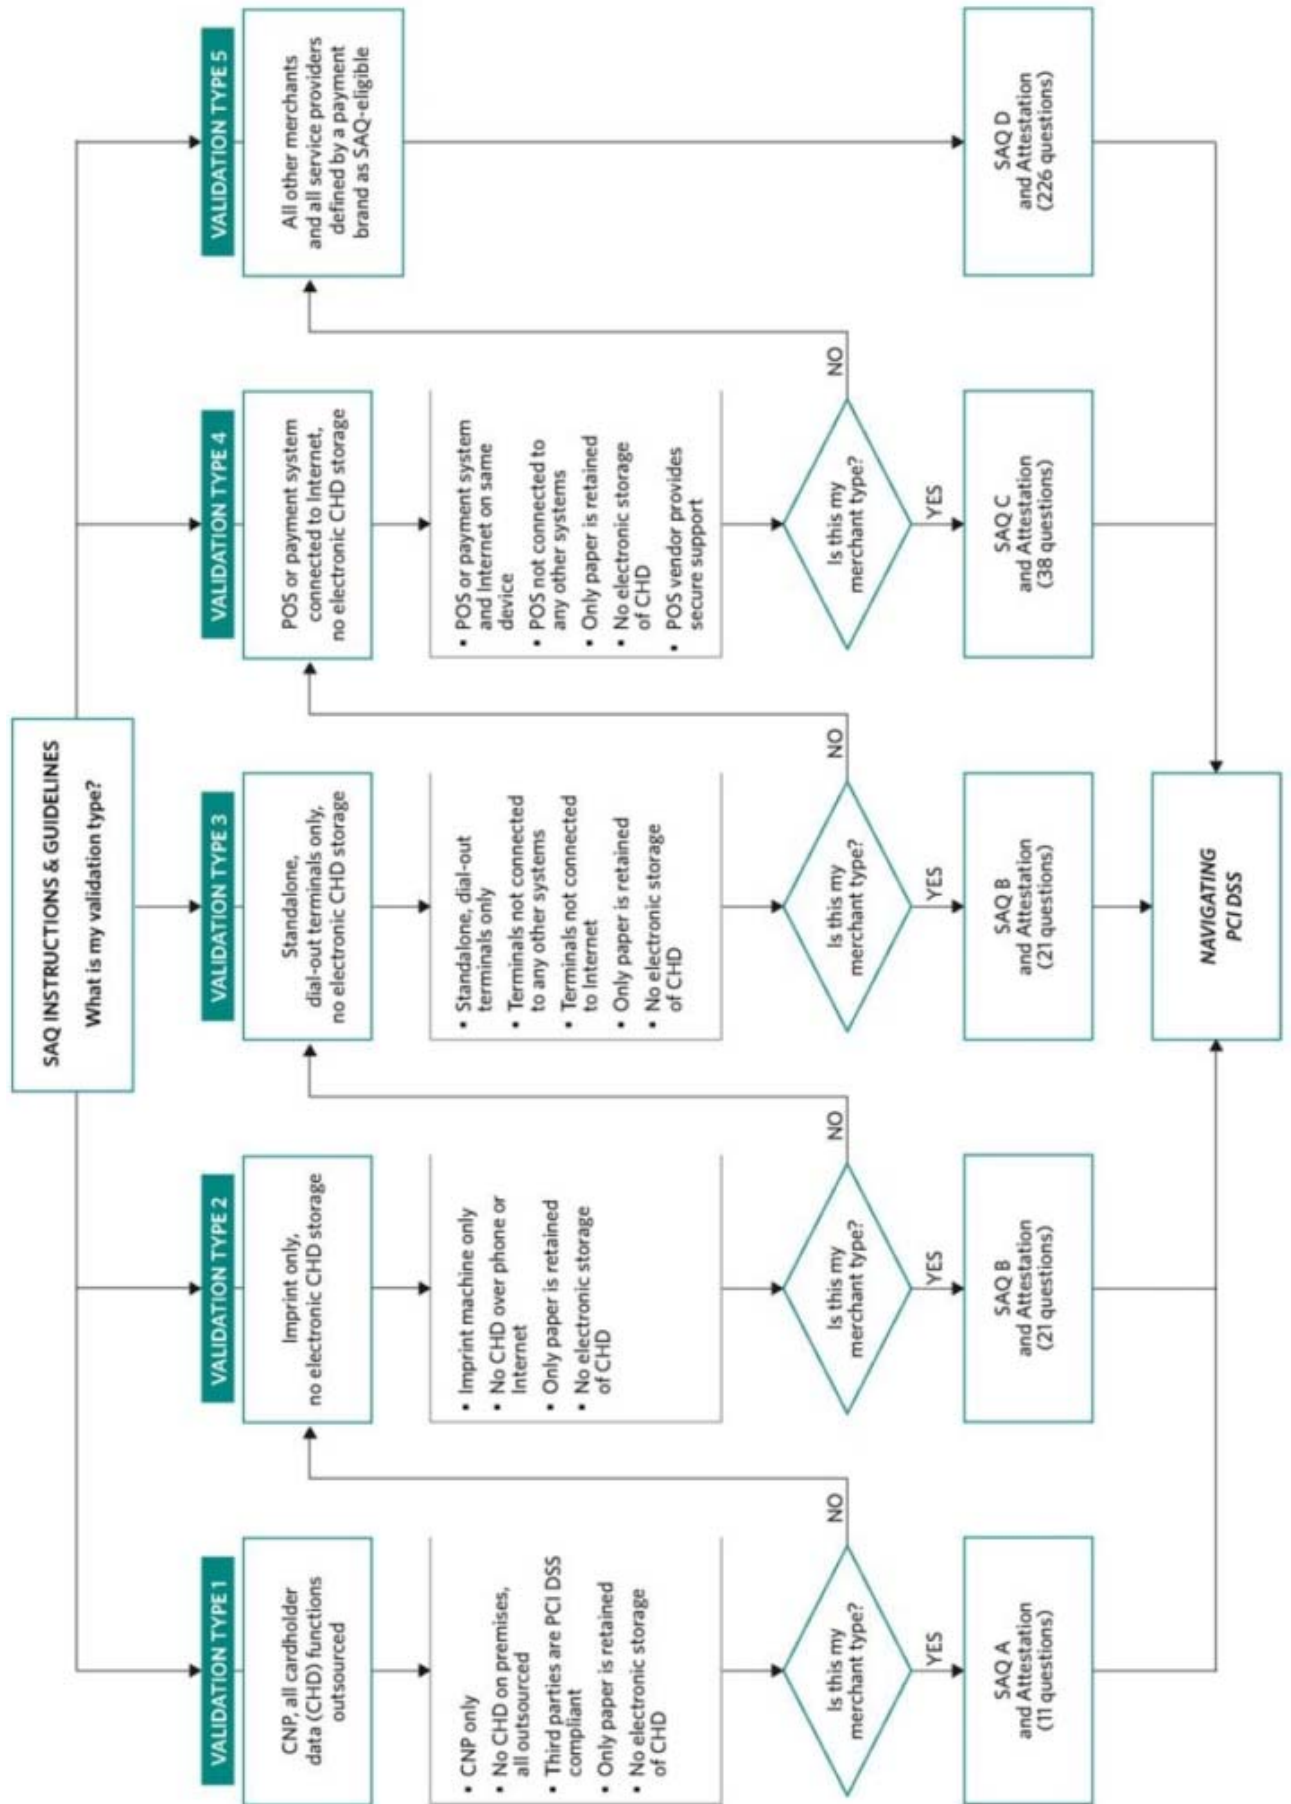 SAQ INSTRUCTIONS & GUIDELINES
What is my validation type?
VALIDATION TYPE 1
CNP, all cardholder
data (CHD) functions
outsourced
▪ CNP only
▪ No CHD on premises,
all outsourced
▪ Third parties are PCI DSS
compliant
▪ Only paper is retained
▪ No electronic storage
of CHD
Is this my
merchant type?
NO
YES
SAQ A
and Attestation
(11 questions)
VALIDATION TYPE 2
Imprint only,
no electronic CHD storage
▪ Imprint machine only
▪ No CHD over phone or
Internet
▪ Only paper is retained
▪ No electronic storage
of CHD
Is this my
merchant type?
NO
YES
SAQ B
and Attestation
(21 questions)
VALIDATION TYPE 3
Standalone,
dial-out terminals only,
no electronic CHD storage
▪ Standalone, dial-out
terminals only
▪ Terminals not connected
to any other systems
▪ Terminals not connected
to Internet
▪ Only paper is retained
▪ No electronic storage
of CHD
Is this my
merchant type?
NO
YES
SAQ B
and Attestation
(21 questions)
VALIDATION TYPE 4
POS or payment system
connected to Internet,
no electronic CHD storage
▪ POS or payment system
and Internet on same
device
▪ POS not connected to
any other systems
▪ Only paper is retained
▪ No electronic storage
of CHD
▪ POS vendor provides
secure support
Is this my
merchant type?
NO
YES
SAQ C
and Attestation
(38 questions)
VALIDATION TYPE 5
All other merchants
and all service providers
defined by a payment
brand as SAQ-eligible
SAQ D
and Attestation
(226 questions)
NAVIGATING
PCI DSS